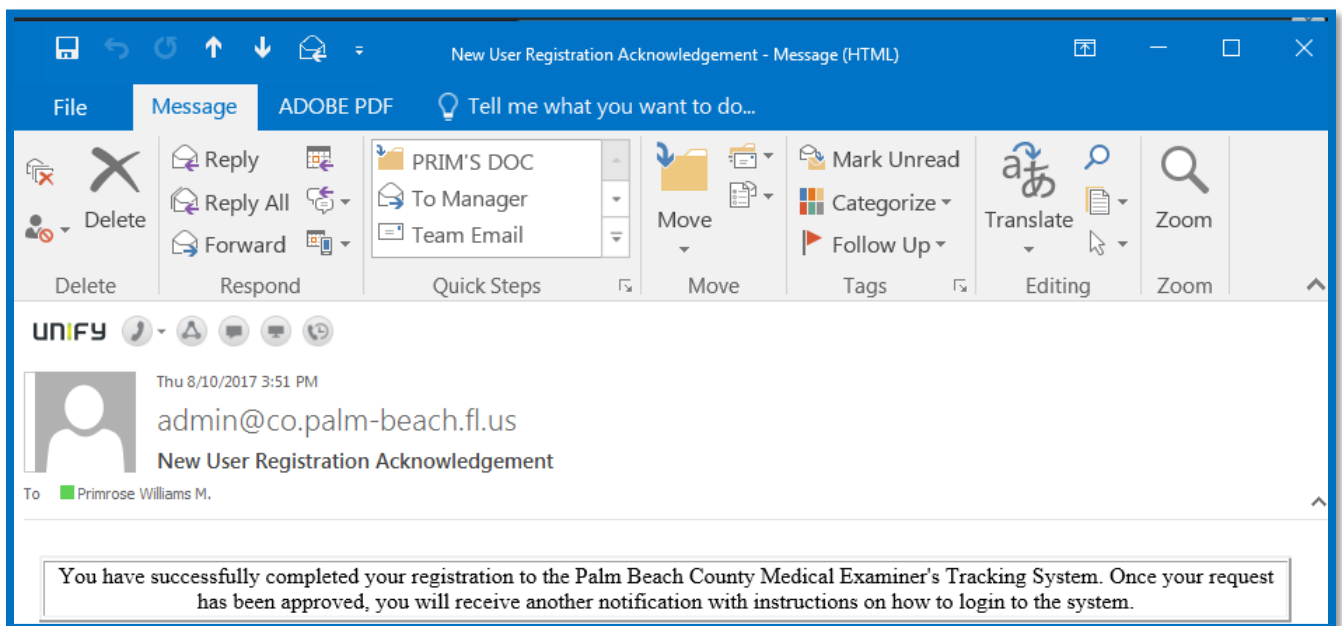 New User Registration Acknowledgement - Message (HTML)
File Message ADOBE PDF Tell me what you want to do...
Delete
Reply
Reply All
Forward
PRIM'S DOC
To Manager
Team Email
Move
Mark Unread
Categorize
Follow Up
Translate
Zoom
Delete Respond Quick Steps Move Tags Editing Zoom
UNIFY
Thu 8/10/2017 3:51 PM
admin@co.palm-beach.fl.us
New User Registration Acknowledgement
To Primrose Williams M.
You have successfully completed your registration to the Palm Beach County Medical Examiner's Tracking System. Once your request
has been approved, you will receive another notification with instructions on how to login to the system.